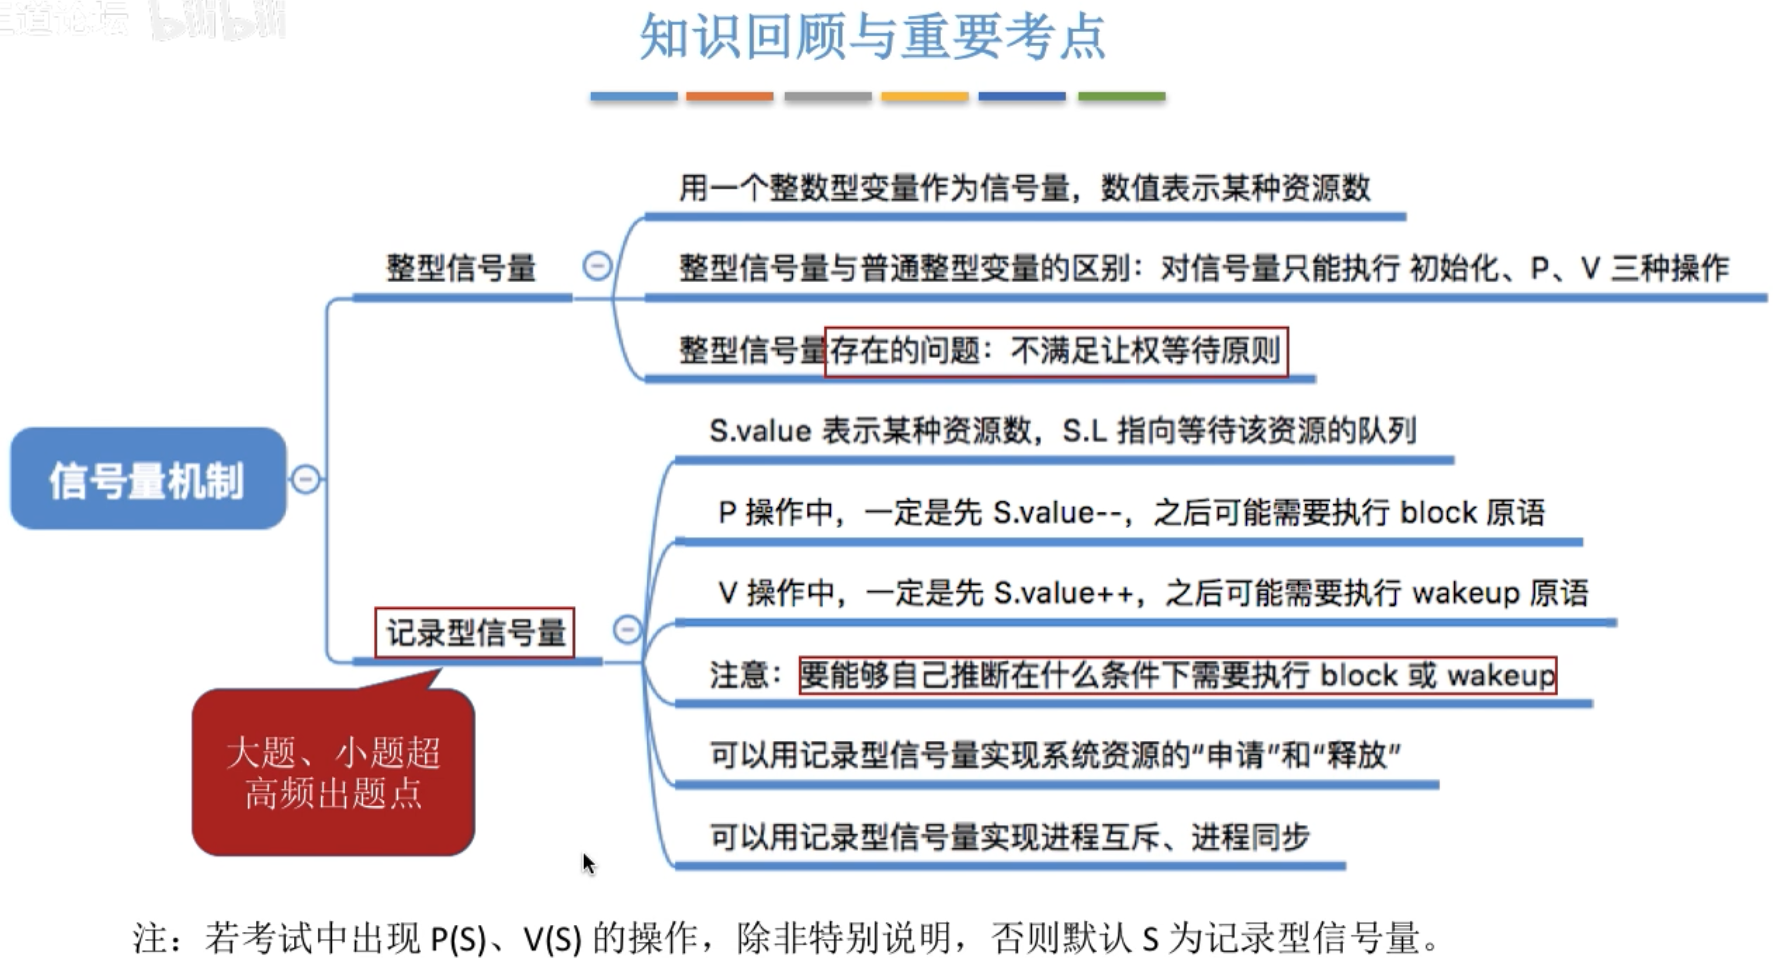 王道论坛 bilibili
知识回顾与重要考点
用一个整数型变量作为信号量，数值表示某种资源数
整型信号量
整型信号量与普通整型变量的区别：对信号量只能执行 初始化、P、V 三种操作
整型信号量存在的问题：不满足让权等待原则
信号量机制
S.value 表示某种资源数，S.L 指向等待该资源的队列
P 操作中，一定是先 S.value--，之后可能需要执行 block 原语
V 操作中，一定是先 S.value++，之后可能需要执行 wakeup 原语
记录型信号量
注意：要能够自己推断在什么条件下需要执行 block 或 wakeup
可以用记录型信号量实现系统资源的“申请”和“释放”
可以用记录型信号量实现进程互斥、进程同步
大题、小题超
高频出题点
注：若考试中出现 P(S)、V(S) 的操作，除非特别说明，否则默认 S 为记录型信号量。